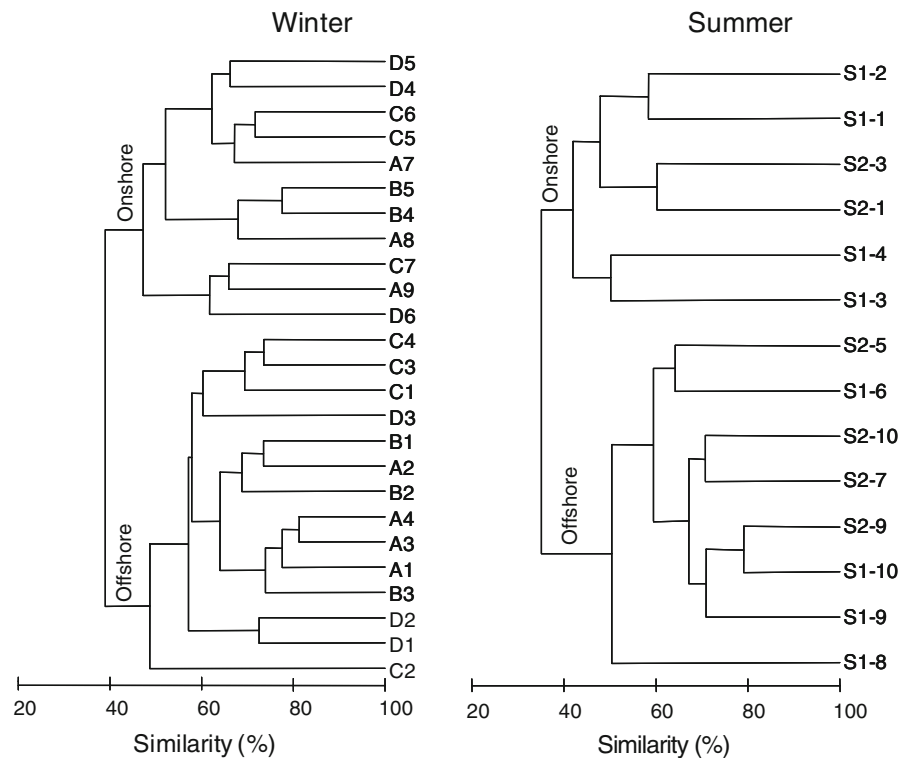 Winter
D5
D4
C6
C5
A7
B5
B4
A8
C7
A9
D6
C4
C3
C1
D3
B1
A2
B2
A4
A3
A1
B3
D2
D1
C2
Onshore
Offshore
20 40 60 80 100
Similarity (%)
Summer
S1-2
S1-1
S2-3
S2-1
S1-4
S1-3
S2-5
S1-6
S2-10
S2-7
S2-9
S1-10
S1-9
S1-8
Onshore
Offshore
20 40 60 80 100
Similarity (%)